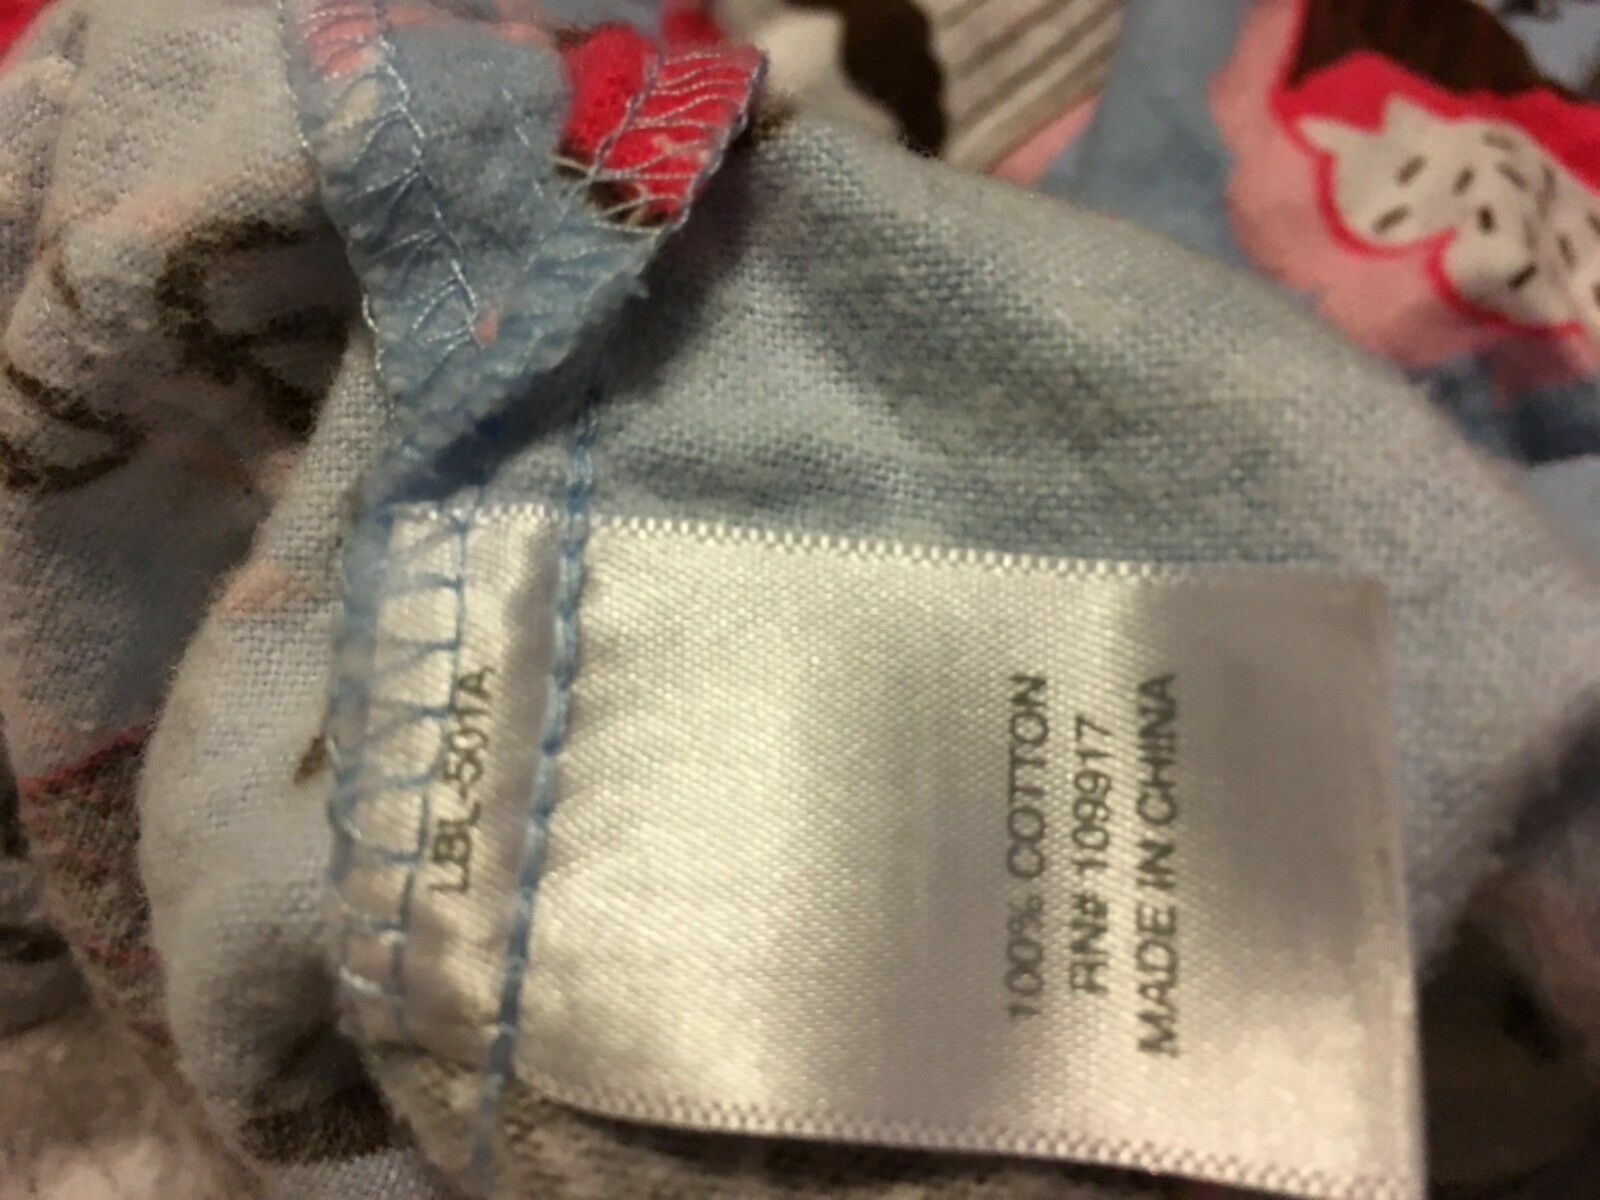 LBL-501A
100% COTTON
RN# 109917
MADE IN CHINA